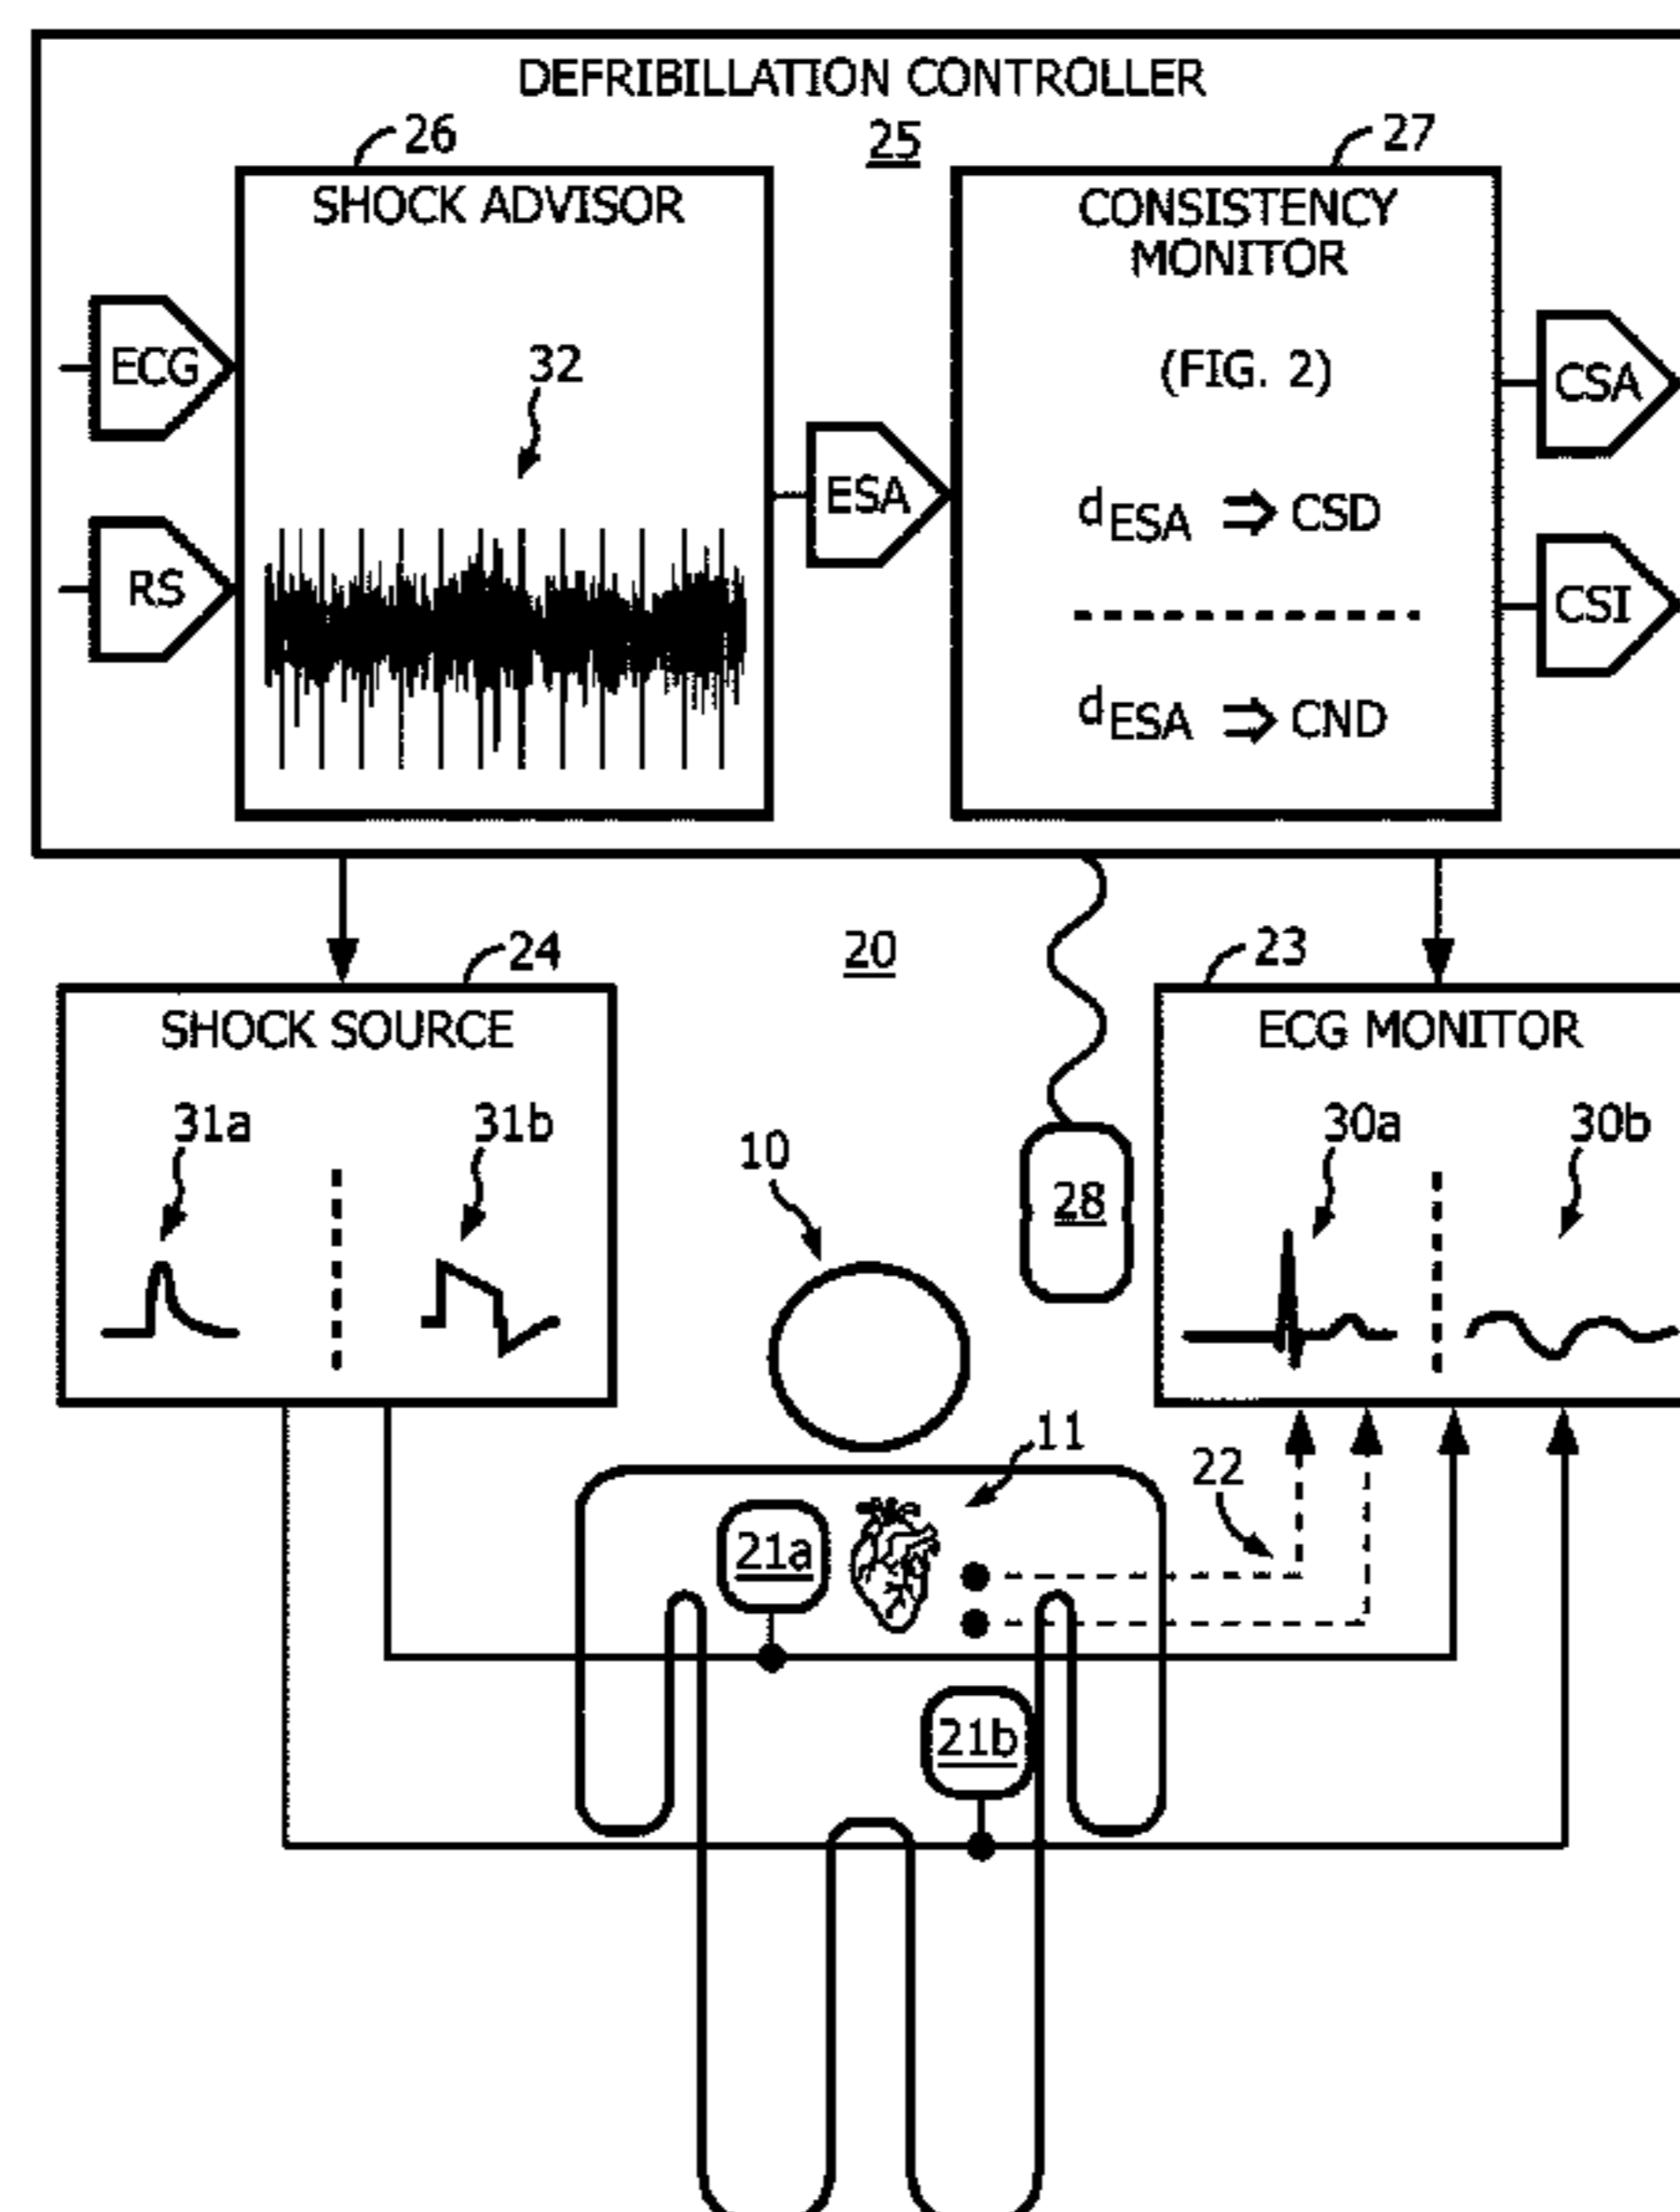 DEFRIBILLATION CONTROLLER
25
26
27
SHOCK ADVISOR
CONSISTENCY
MONITOR
(FIG. 2)
ECG
32
CSA
ESA
dESA ⇒ CSD
RS
CSI
dESA ⇒ CND
24
20
23
SHOCK SOURCE
ECG MONITOR
31a
31b
10
28
30a
30b
11
22
21a
21b